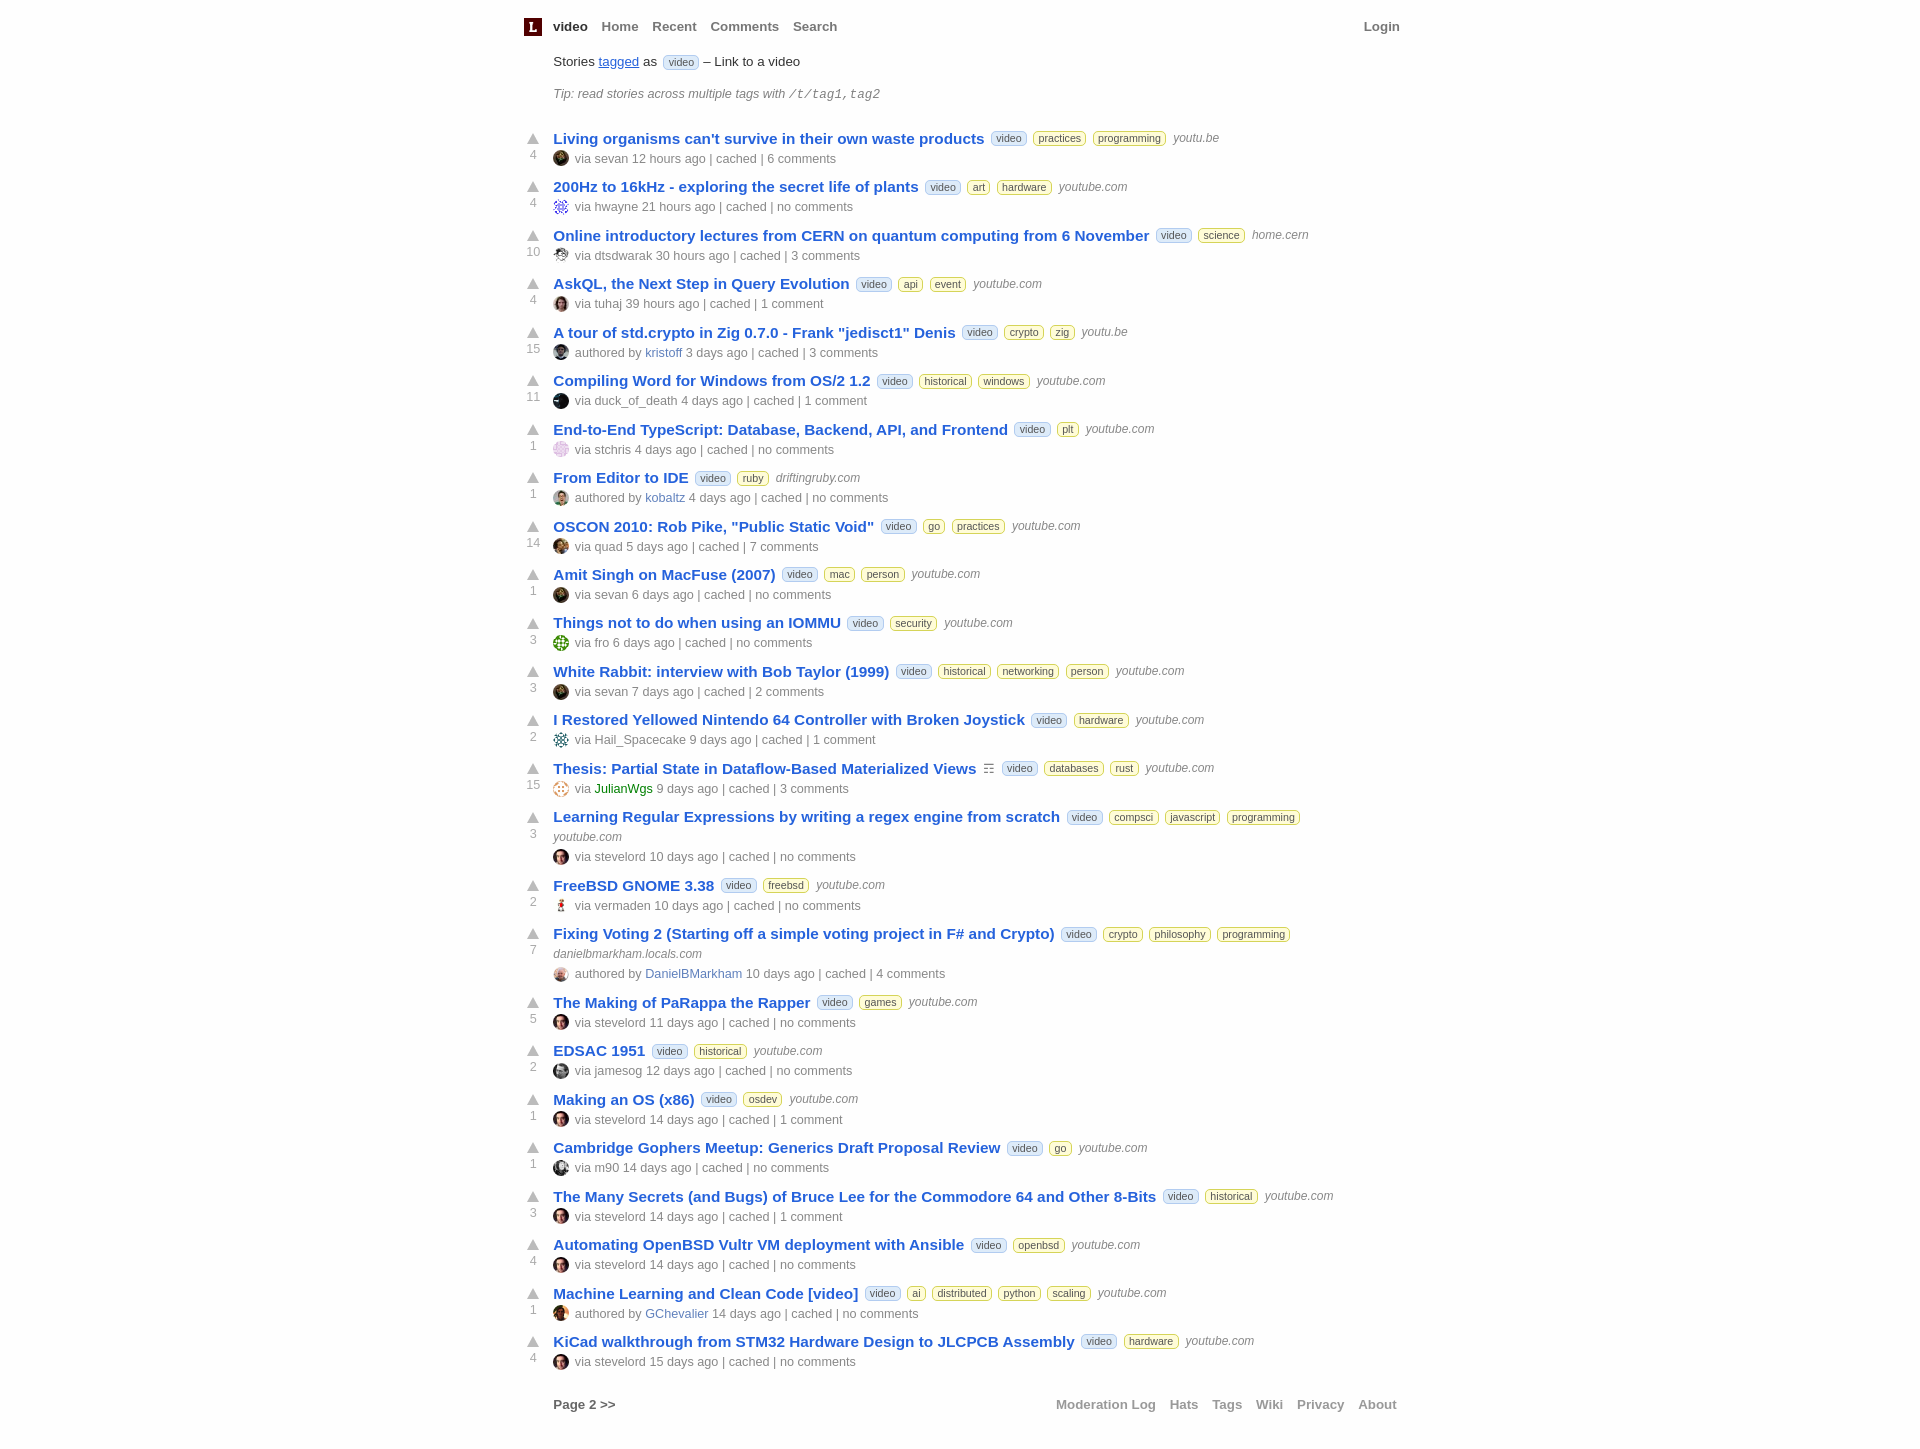 L video Home Recent Comments Search Login
Stories tagged as video – Link to a video
Tip: read stories across multiple tags with /t/tag1,tag2
Living organisms can't survive in their own waste products video practices programming youtu.be
4 via sevan 12 hours ago | cached | 6 comments
200Hz to 16kHz - exploring the secret life of plants video art hardware youtube.com
4 via hwayne 21 hours ago | cached | no comments
Online introductory lectures from CERN on quantum computing from 6 November video science home.cern
10 via dtsdwarak 30 hours ago | cached | 3 comments
AskQL, the Next Step in Query Evolution video api event youtube.com
4 via tuhaj 39 hours ago | cached | 1 comment
A tour of std.crypto in Zig 0.7.0 - Frank "jedisct1" Denis video crypto zig youtu.be
15 authored by kristoff 3 days ago | cached | 3 comments
Compiling Word for Windows from OS/2 1.2 video historical windows youtube.com
11 via duck_of_death 4 days ago | cached | 1 comment
End-to-End TypeScript: Database, Backend, API, and Frontend video plt youtube.com
1 via stchris 4 days ago | cached | no comments
From Editor to IDE video ruby driftingruby.com
1 authored by kobaltz 4 days ago | cached | no comments
OSCON 2010: Rob Pike, "Public Static Void" video go practices youtube.com
14 via quad 5 days ago | cached | 7 comments
Amit Singh on MacFuse (2007) video mac person youtube.com
1 via sevan 6 days ago | cached | no comments
Things not to do when using an IOMMU video security youtube.com
3 via fro 6 days ago | cached | no comments
White Rabbit: interview with Bob Taylor (1999) video historical networking person youtube.com
3 via sevan 7 days ago | cached | 2 comments
I Restored Yellowed Nintendo 64 Controller with Broken Joystick video hardware youtube.com
2 via Hail_Spacecake 9 days ago | cached | 1 comment
Thesis: Partial State in Dataflow-Based Materialized Views ☶ video databases rust youtube.com
15 via JulianWgs 9 days ago | cached | 3 comments
Learning Regular Expressions by writing a regex engine from scratch video compsci javascript programming
3 youtube.com
via stevelord 10 days ago | cached | no comments
FreeBSD GNOME 3.38 video freebsd youtube.com
2 via vermaden 10 days ago | cached | no comments
Fixing Voting 2 (Starting off a simple voting project in F# and Crypto) video crypto philosophy programming
7 danielbmarkham.locals.com
authored by DanielBMarkham 10 days ago | cached | 4 comments
The Making of PaRappa the Rapper video games youtube.com
5 via stevelord 11 days ago | cached | no comments
EDSAC 1951 video historical youtube.com
2 via jamesog 12 days ago | cached | no comments
Making an OS (x86) video osdev youtube.com
1 via stevelord 14 days ago | cached | 1 comment
Cambridge Gophers Meetup: Generics Draft Proposal Review video go youtube.com
1 via m90 14 days ago | cached | no comments
The Many Secrets (and Bugs) of Bruce Lee for the Commodore 64 and Other 8-Bits video historical youtube.com
3 via stevelord 14 days ago | cached | 1 comment
Automating OpenBSD Vultr VM deployment with Ansible video openbsd youtube.com
4 via stevelord 14 days ago | cached | no comments
Machine Learning and Clean Code [video] video ai distributed python scaling youtube.com
1 authored by GChevalier 14 days ago | cached | no comments
KiCad walkthrough from STM32 Hardware Design to JLCPCB Assembly video hardware youtube.com
4 via stevelord 15 days ago | cached | no comments
Page 2 >> Moderation Log Hats Tags Wiki Privacy About